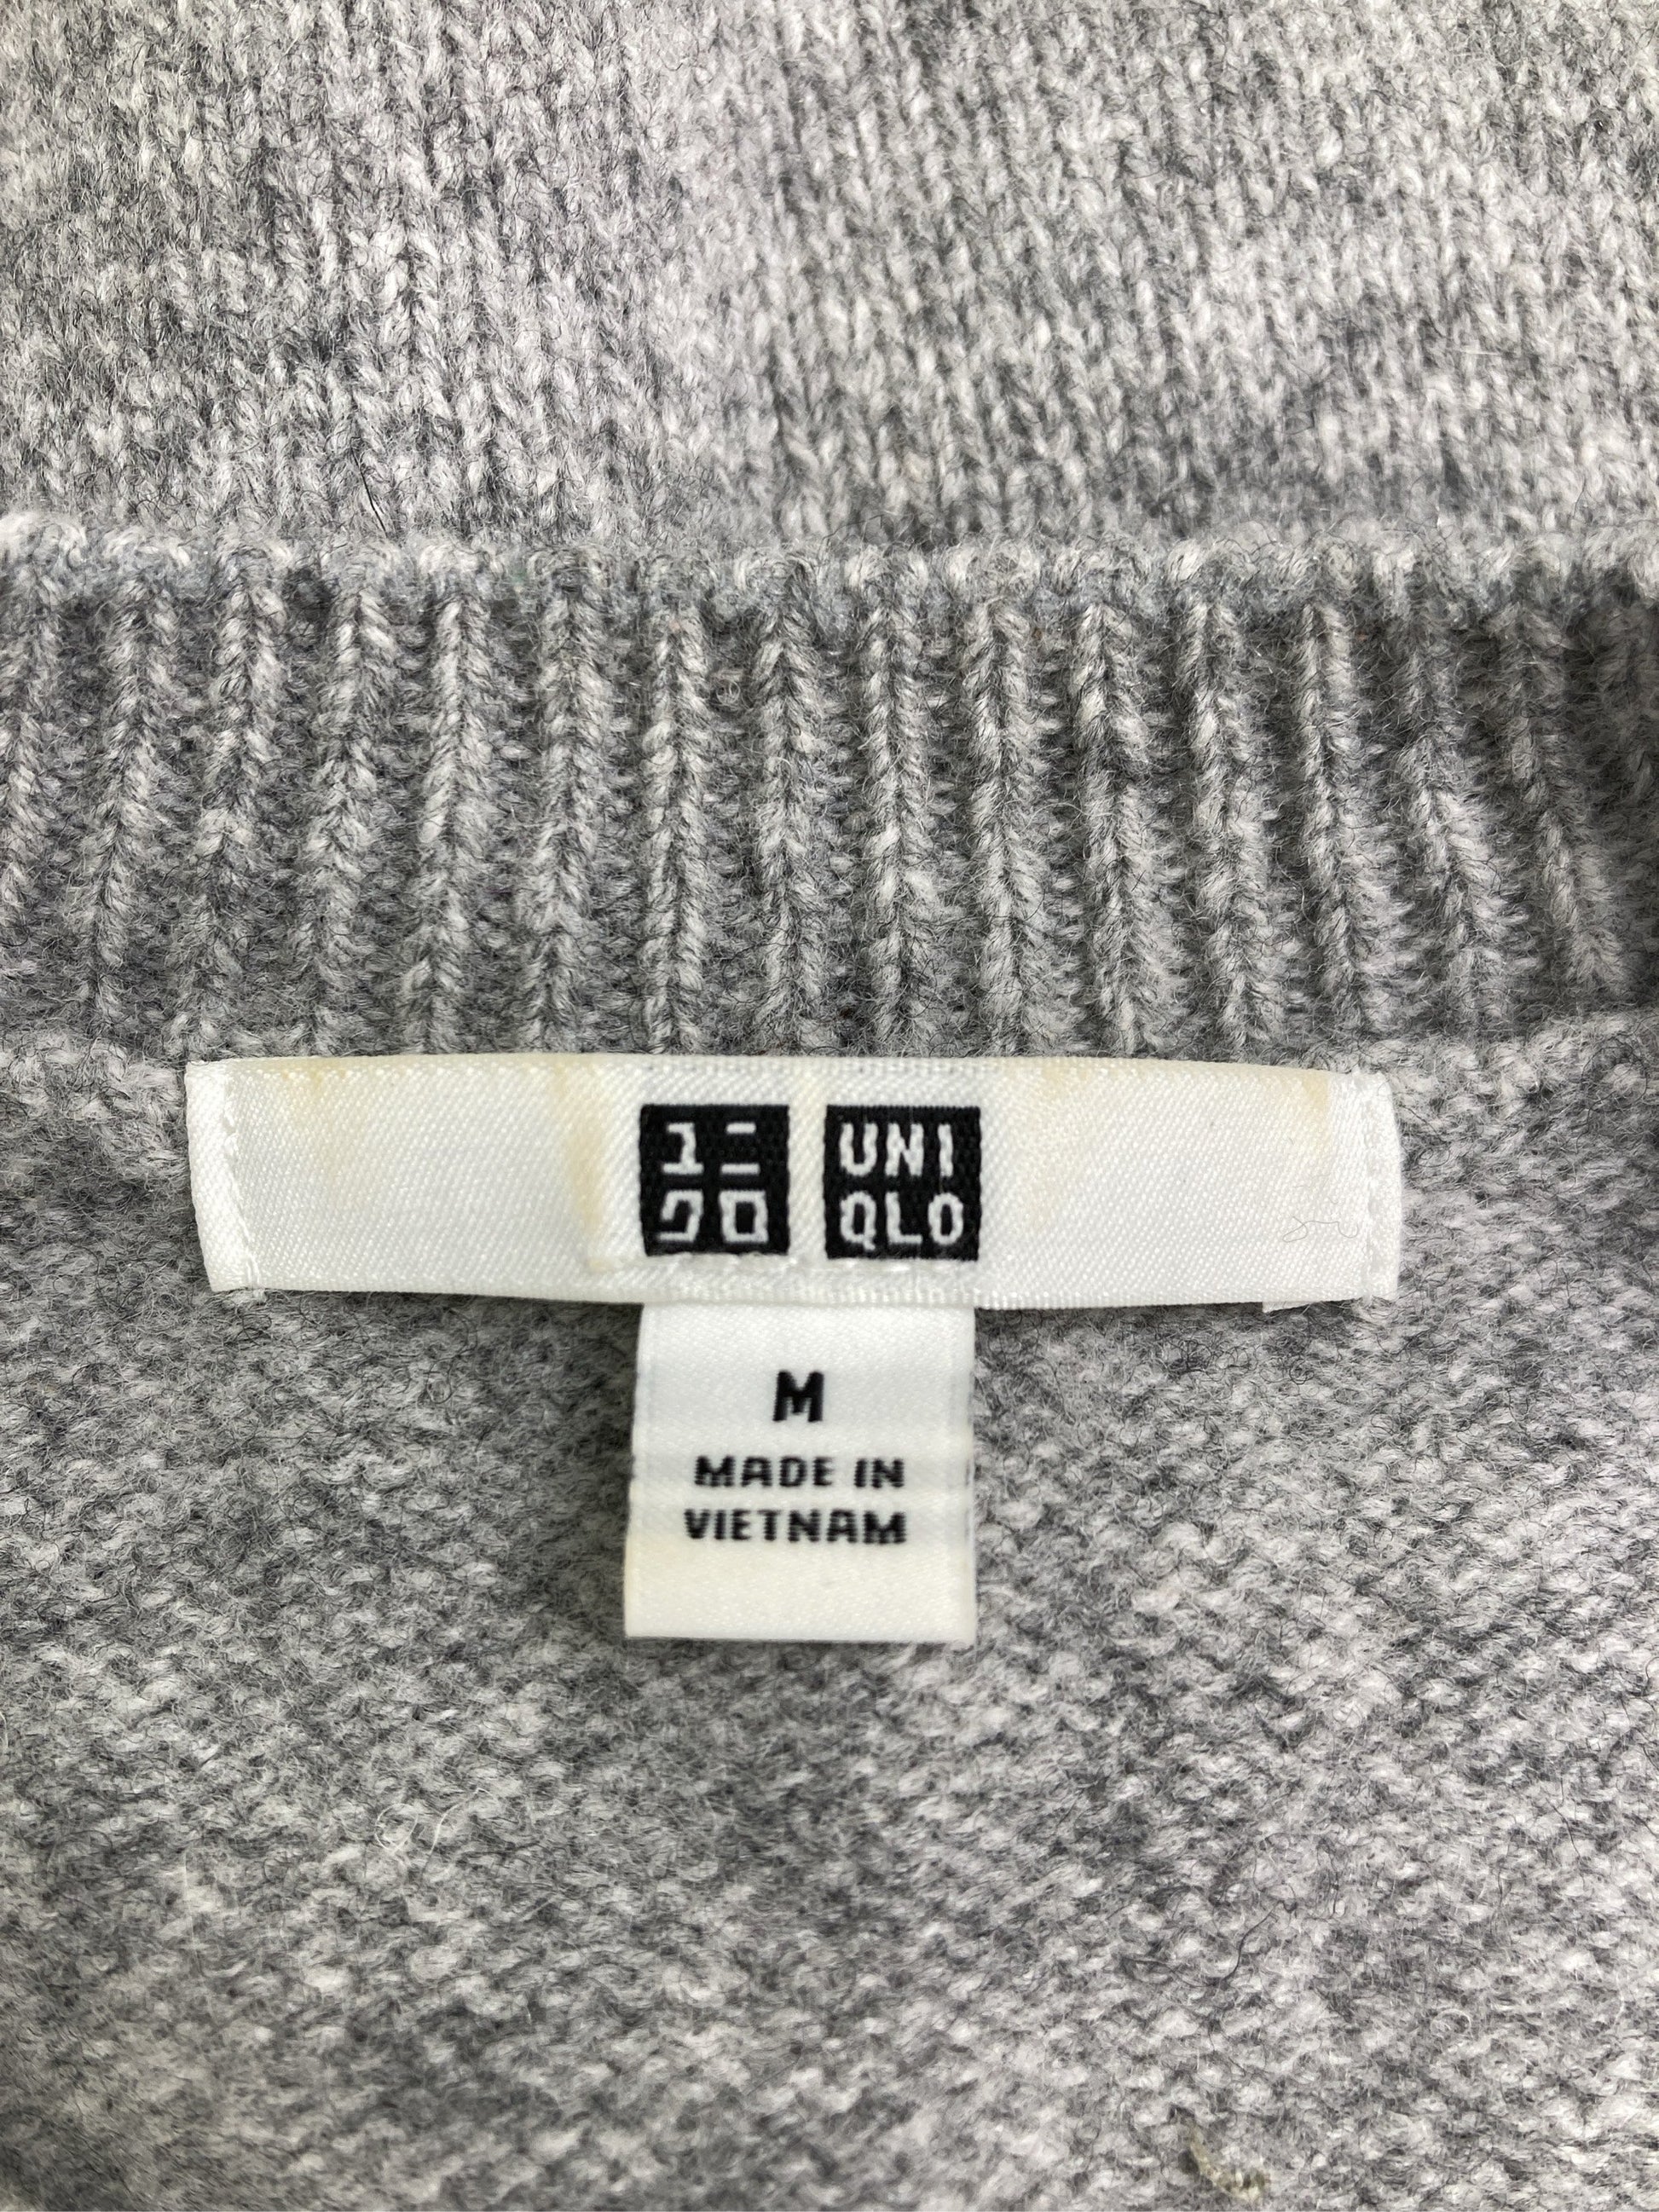 ユニ
クロ
UNI
QLO
M
MADE IN
VIETNAM